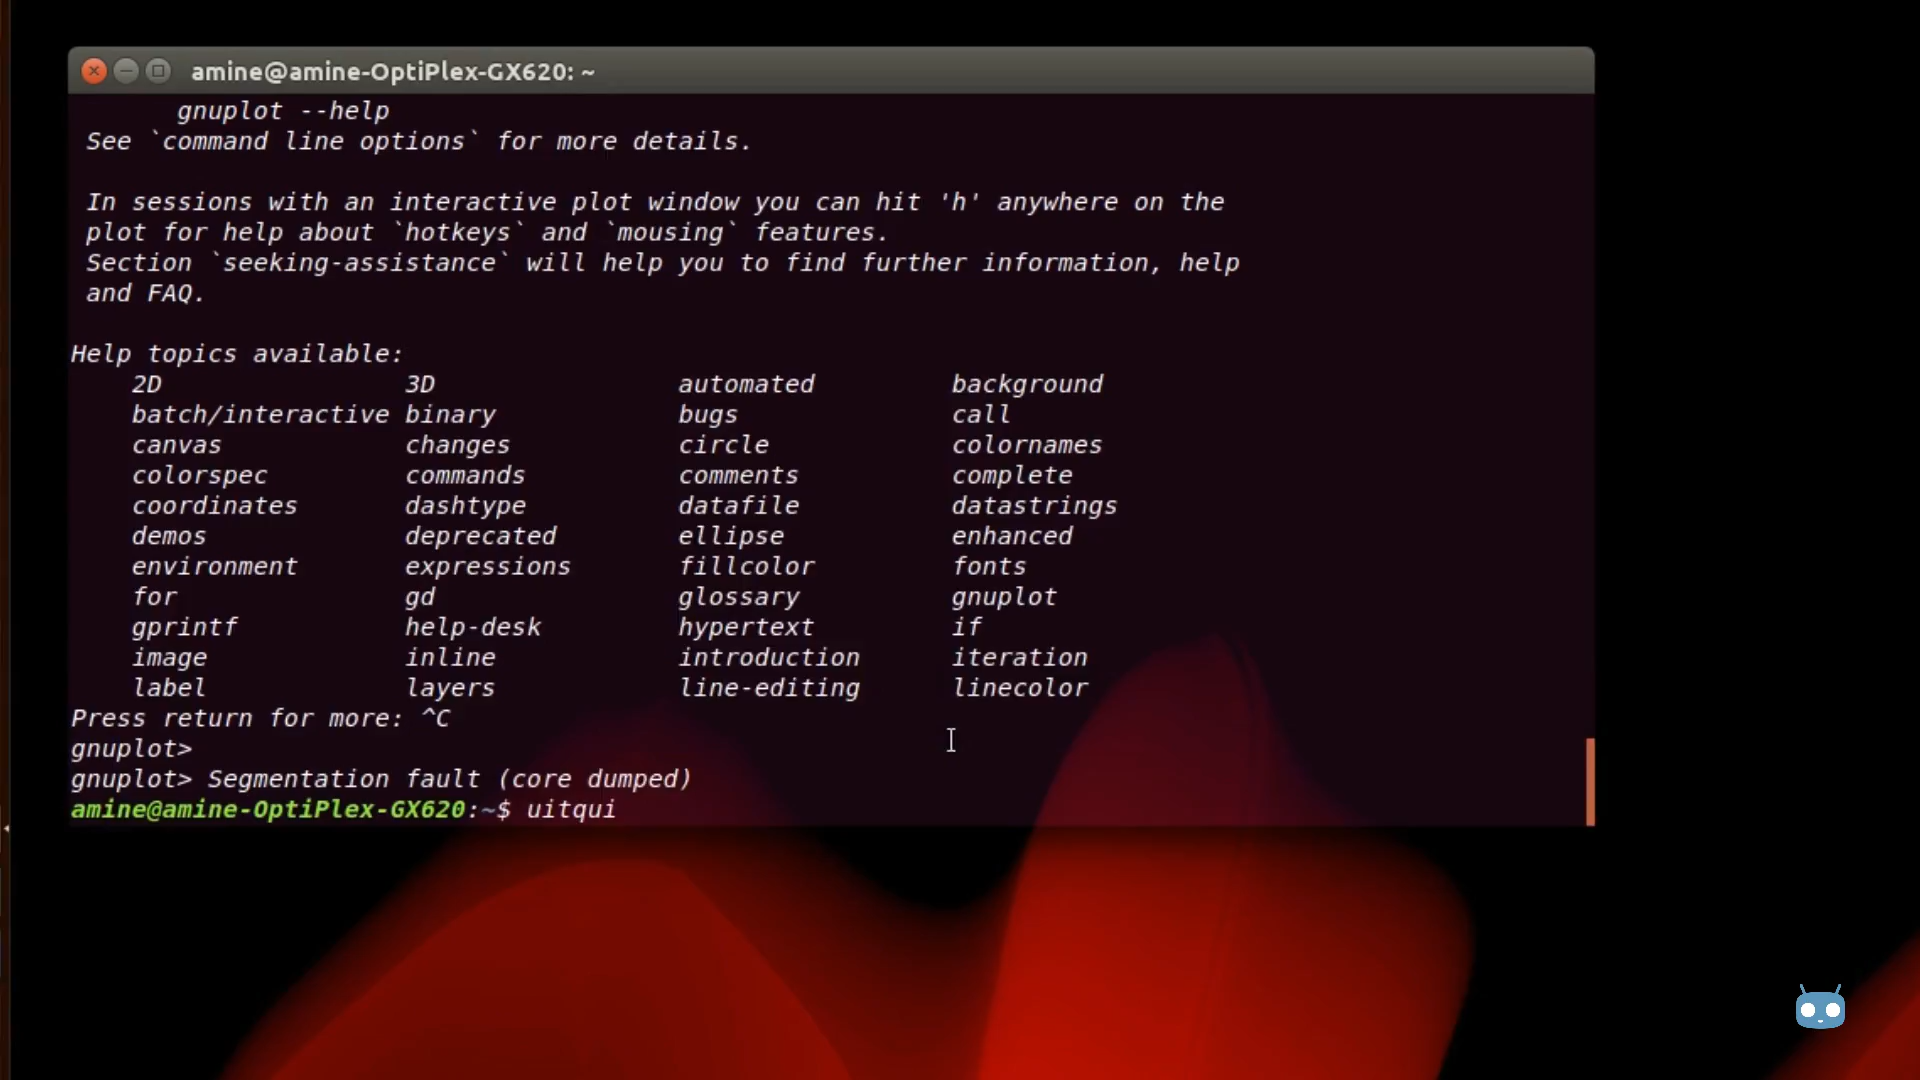 amine@amine-OptiPlex-GX620: ~
gnuplot --help
See `command line options` for more details.
In sessions with an interactive plot window you can hit 'h' anywhere on the
plot for help about `hotkeys` and `mousing` features.
Section `seeking-assistance` will help you to find further information, help
and FAQ.
Help topics available:
2D 3D automated background
batch/interactive binary bugs call
canvas changes circle colornames
colorspec commands comments complete
coordinates dashtype datafile datastrings
demos deprecated ellipse enhanced
environment expressions fillcolor fonts
for gd glossary gnuplot
gprintf help-desk hypertext if
image inline introduction iteration
label layers line-editing linecolor
Press return for more: ^C
gnuplot>
gnuplot> Segmentation fault (core dumped)
amine@amine-OptiPlex-GX620:~$ uitqui